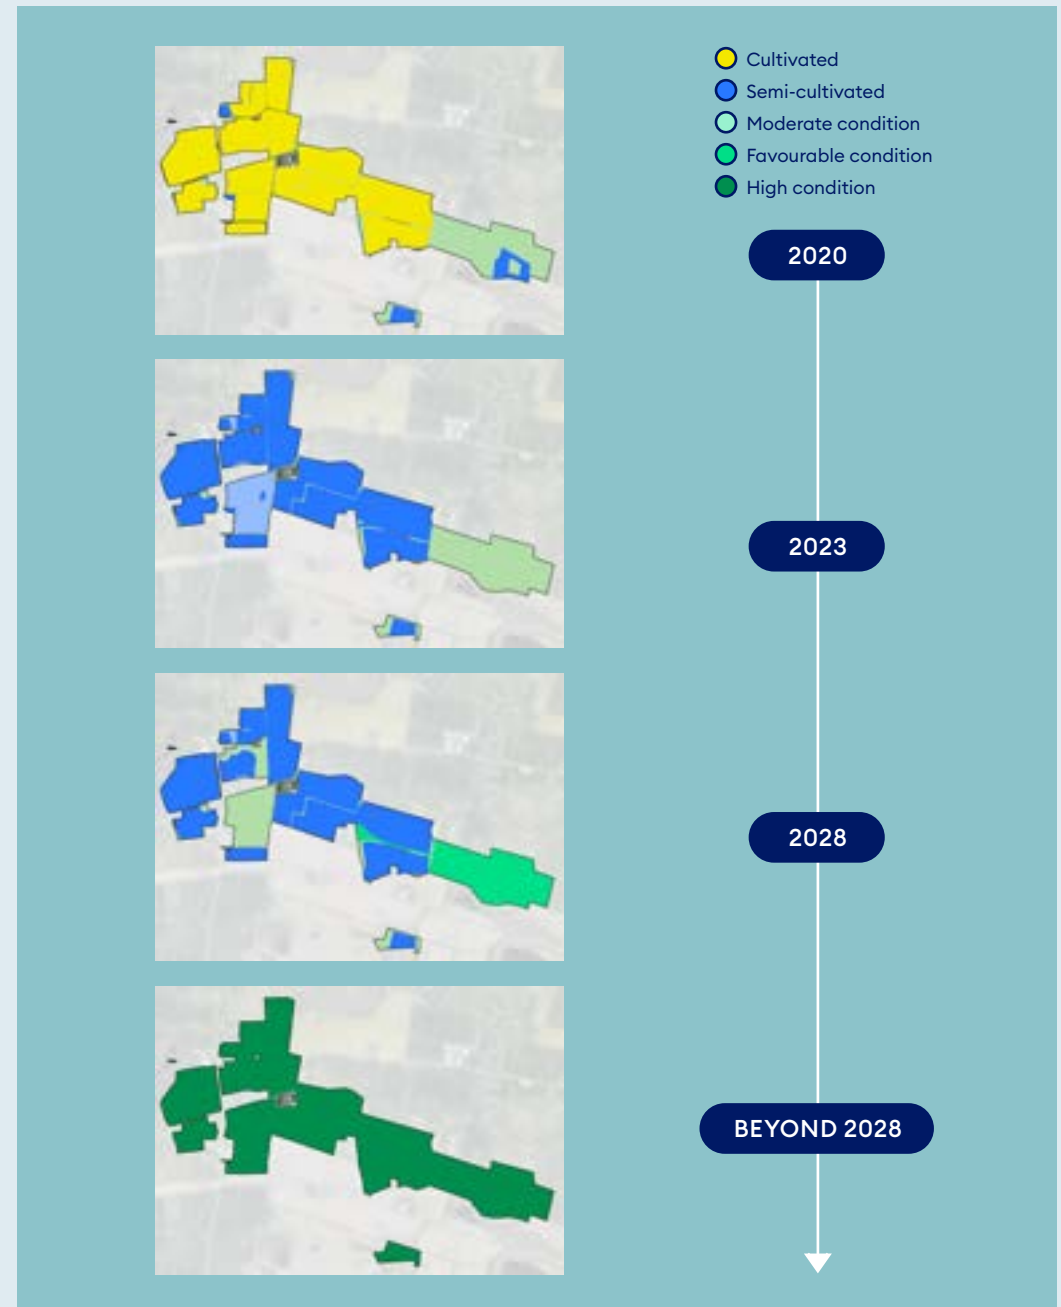 Cultivated
Semi-cultivated
Moderate condition
Favourable condition
High condition
2020
2023
2028
BEYOND 2028